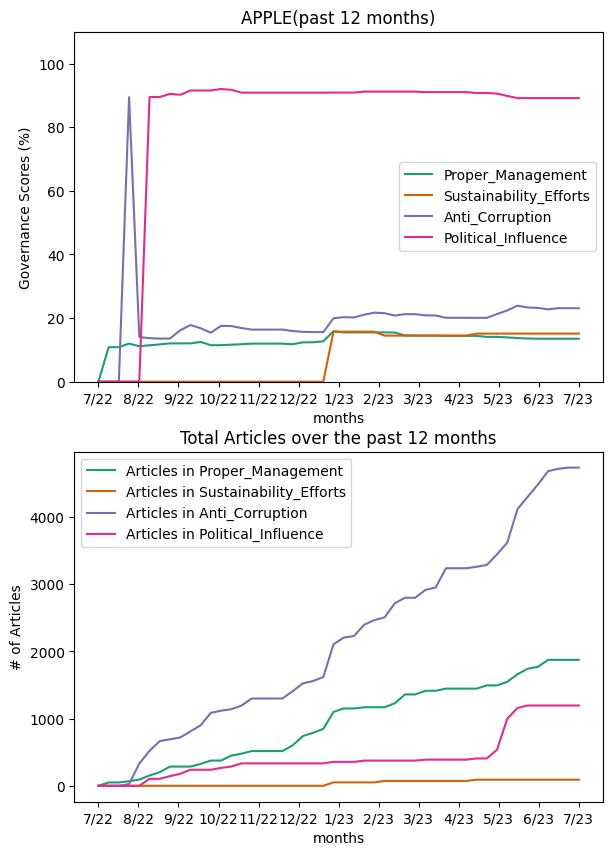 APPLE(past 12 months)
Governance Scores (%)
100
80
60
40
20
0
Proper_Management
Sustainability_Efforts
Anti_Corruption
Political_Influence
7/22 8/22 9/22 10/22 11/22 12/22 1/23 2/23 3/23 4/23 5/23 6/23 7/23
months
Total Articles over the past 12 months
# of Articles
4000
3000
2000
1000
0
Articles in Proper_Management
Articles in Sustainability_Efforts
Articles in Anti_Corruption
Articles in Political_Influence
7/22 8/22 9/22 10/22 11/22 12/22 1/23 2/23 3/23 4/23 5/23 6/23 7/23
months